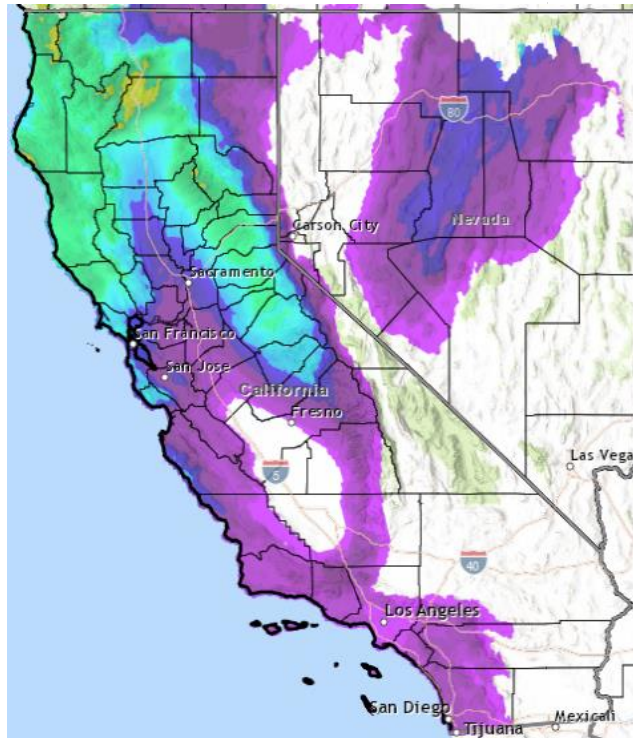 80
Nevada
Carson City
Sacramento
San Francisco
San Jose
California
Fresno
5
Las Vega
40
Los Angeles
San Diego
Tijuana
Mexicali